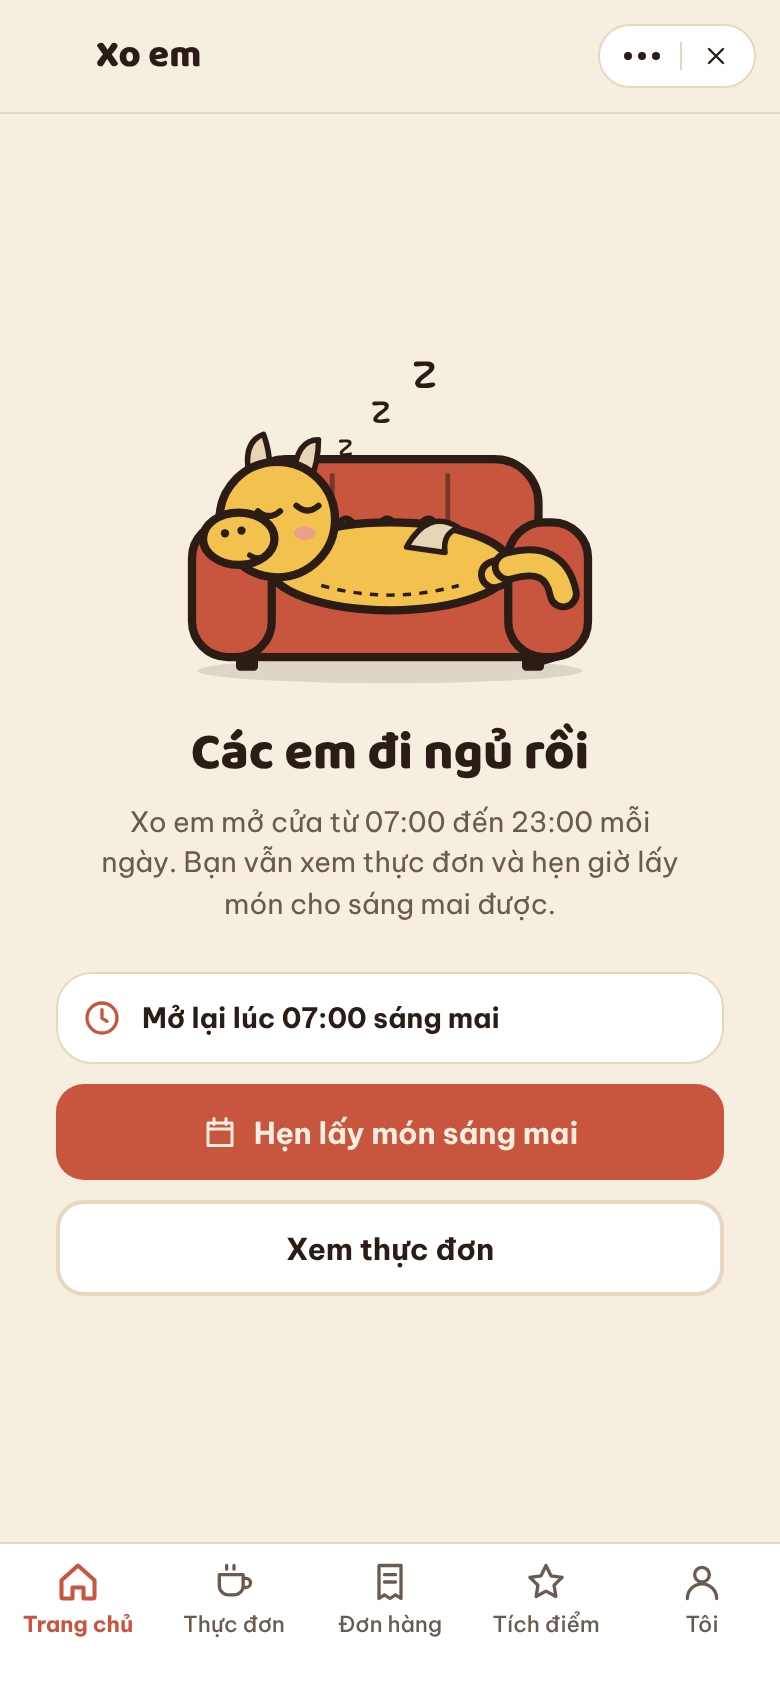 Xo em
z
z
z
Các em đi ngủ rồi
Xo em mở cửa từ 07:00 đến 23:00 mỗi
ngày. Bạn vẫn xem thực đơn và hẹn giờ lấy
món cho sáng mai được.
Mở lại lúc 07:00 sáng mai
Hẹn lấy món sáng mai
Xem thực đơn
Trang chủ
Thực đơn
Đơn hàng
Tích điểm
Tôi